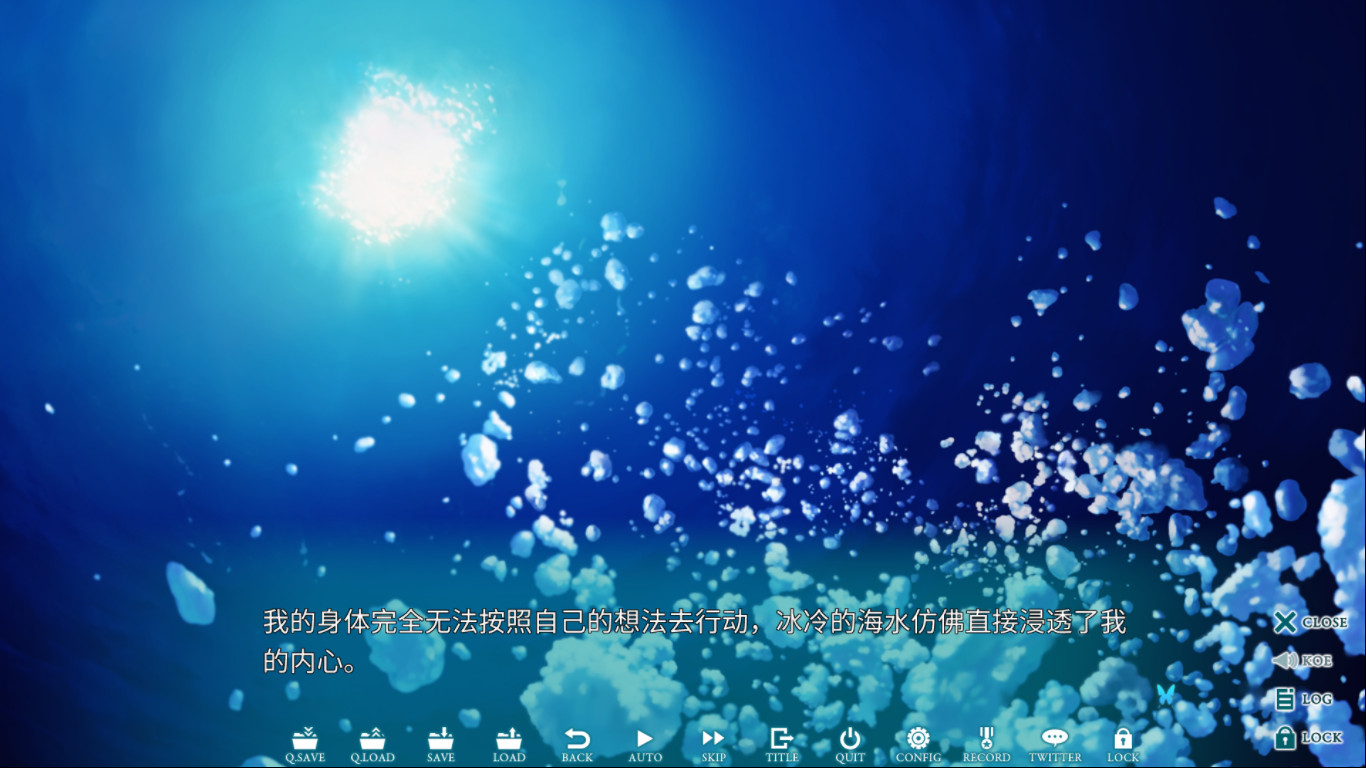 我的身体完全无法按照自己的想法去行动，冰冷的海水仿佛直接浸透了我
的内心。
CLOSE
KOE
LOG
LOCK
Q.SAVE Q.LOAD SAVE LOAD BACK AUTO SKIP TITLE QUIT CONFIG RECORD TWITTER LOCK